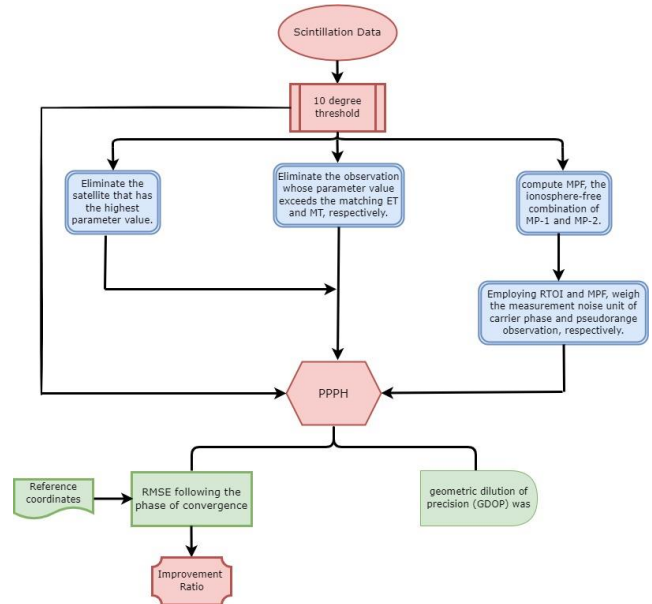 Scintillation Data
10 degree
threshold
Eliminate the
satellite that has
the highest
parameter value.
Eliminate the observation
whose parameter value
exceeds the matching ET
and MT, respectively.
compute MPF, the
ionosphere-free
combination of
MP-1 and MP-2.
Employing RTOI and MPF, weigh
the measurement noise unit of
carrier phase and pseudorange
observation, respectively.
PPPH
Reference
coordinates
RMSE following the
phase of convergence
geometric dilution of
precision (GDOP) was
Improvement
Ratio